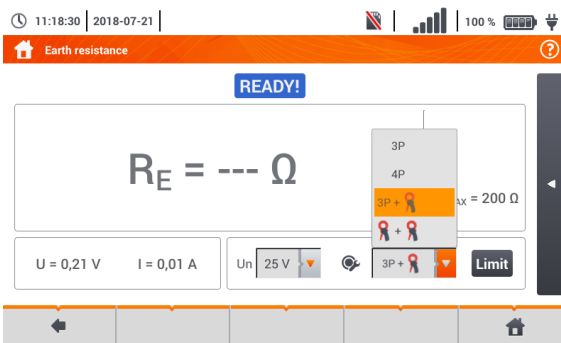 11:18:30 2018-07-21 100 %
Earth resistance ?
READY!
3P
4P
RE = --- Ω
3P +
AX = 200 Ω
+
U = 0,21 V I = 0,01 A Un 25 V 3P + Limit